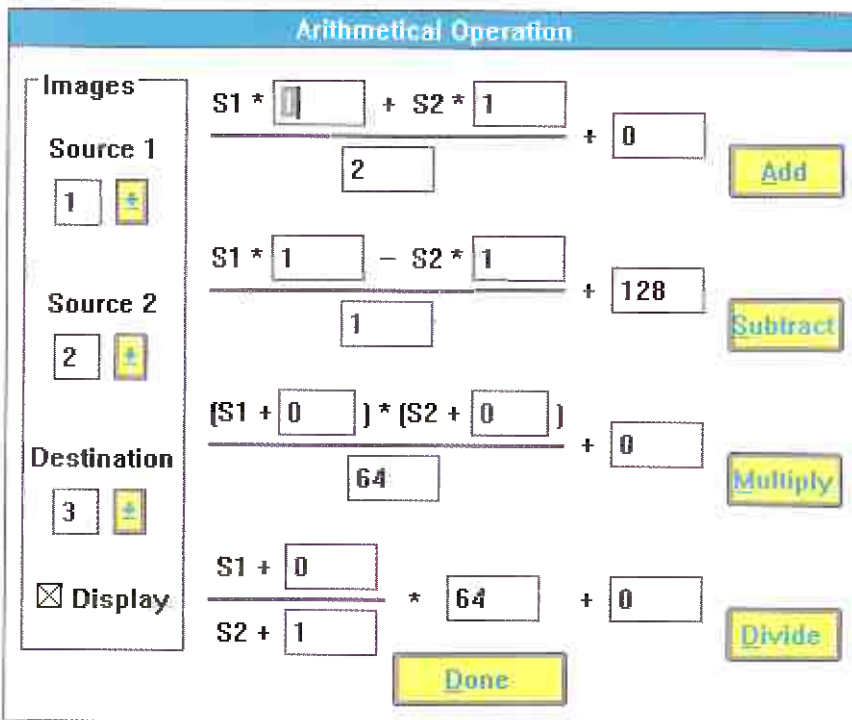 Arithmetical Operation
Images
Source 1
1
Source 2
2
Destination
3
Display
S1 * 0 + S2 * 1
2
+ 0
Add
S1 * 1 - S2 * 1
1
+ 128
Subtract
(S1 + 0 ) * (S2 + 0 )
64
+ 0
Multiply
S1 + 0
S2 + 1
* 64 + 0
Divide
Done